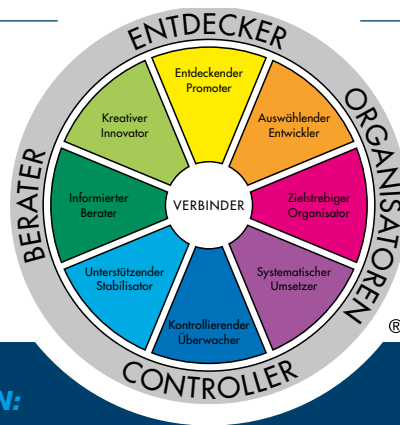 ENTDECKER
Entdeckender
Promoter
Kreativer
Innovator
Auswählender
Entwickler
ORGANISATOREN
BERATER
Informierter
Berater
VERBINDER
Zielstrebiger
Organisator
Unterstützender
Stabilisator
Systematischer
Umsetzer
Kontrollierender
Überwacher
®
CONTROLLER
N: